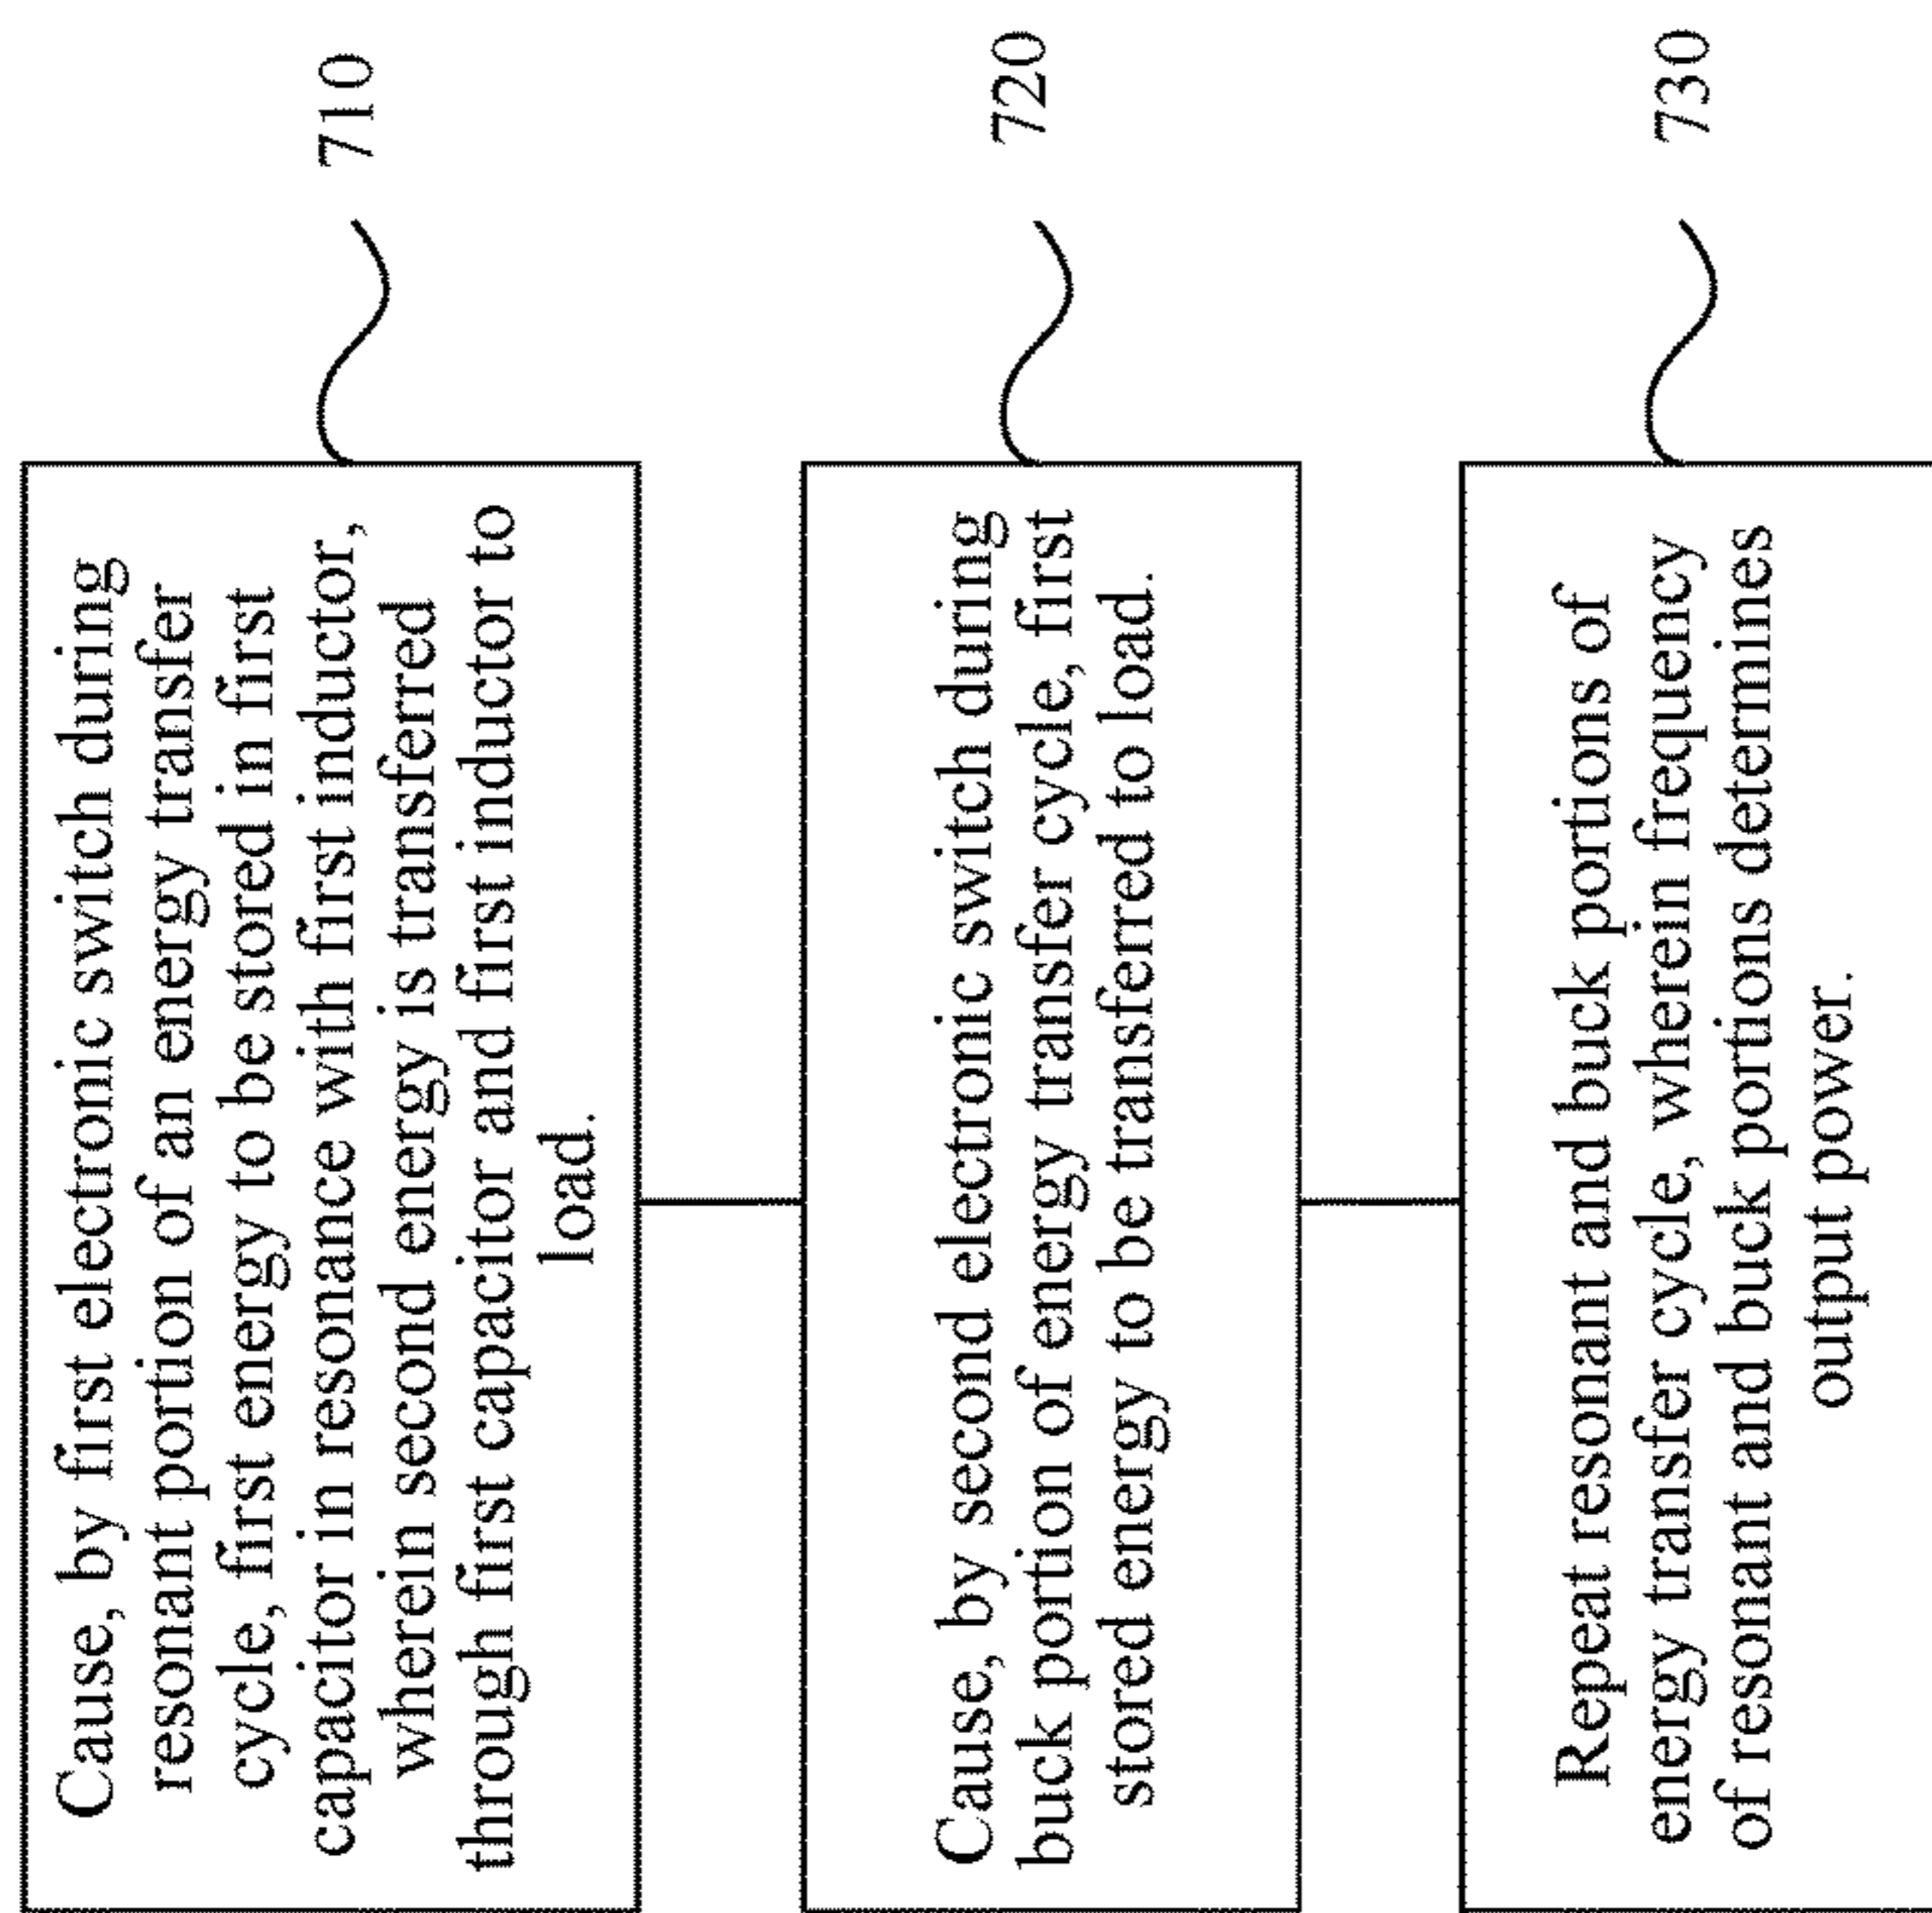 Cause, by first electronic switch during
resonant portion of an energy transfer
cycle, first energy to be stored in first
capacitor in resonance with first inductor,
wherein second energy is transferred
through first capacitor and first inductor to
load.
710
Cause, by second electronic switch during
buck portion of energy transfer cycle, first
stored energy to be transferred to load.
720
Repeat resonant and buck portions of
energy transfer cycle, wherein frequency
of resonant and buck portions determines
output power.
730